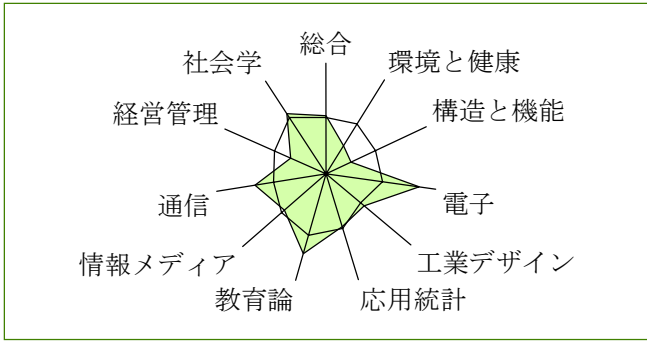 総合
社会学
環境と健康
経営管理
構造と機能
通信
電子
情報メディア
工業デザイン
教育論
応用統計